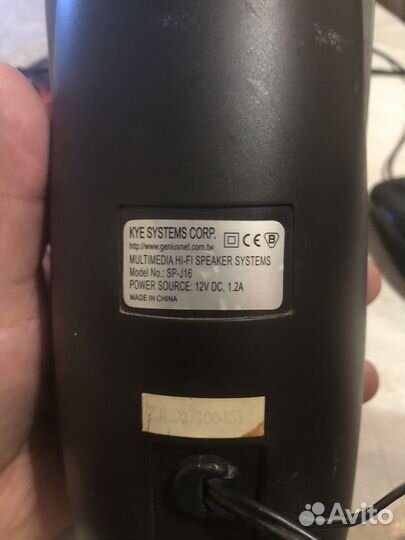 KYE SYSTEMS CORP.
http://www.geniusnet.com.tw
CE B
MULTIMEDIA HI-FI SPEAKER SYSTEMS
Model No.: SP-J16
POWER SOURCE: 12V DC, 1.2A
MADE IN CHINA
Avito